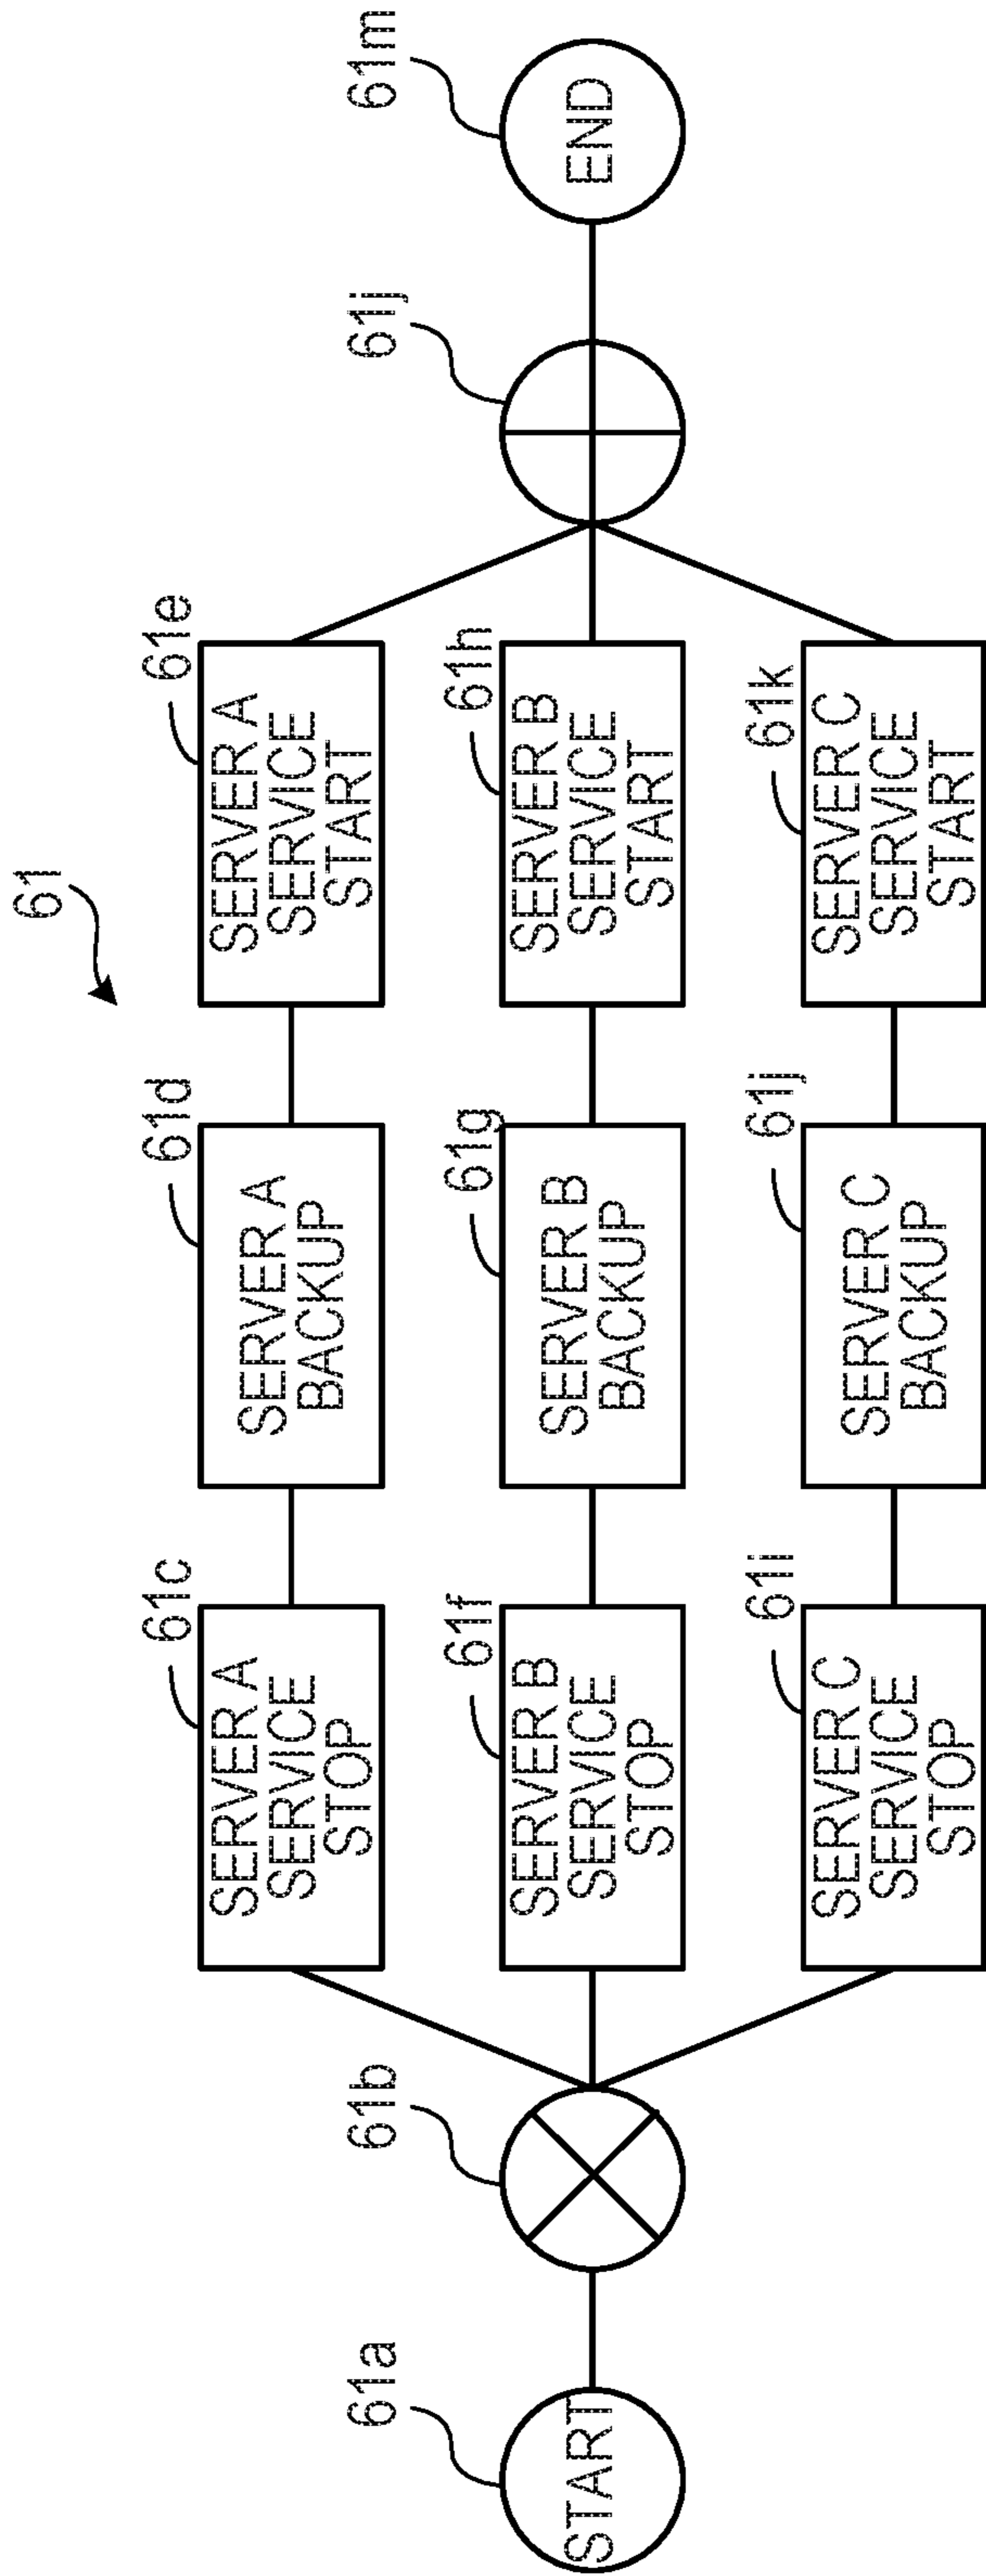 61
61c
61d
61e
SERVER A
SERVICE
STOP
SERVER A
BACKUP
SERVER A
SERVICE
START
61a
61b
61j
61m
61f
61g
61h
START
SERVER B
SERVICE
STOP
SERVER B
BACKUP
SERVER B
SERVICE
START
END
61i
61j
61k
SERVER C
SERVICE
STOP
SERVER C
BACKUP
SERVER C
SERVICE
START